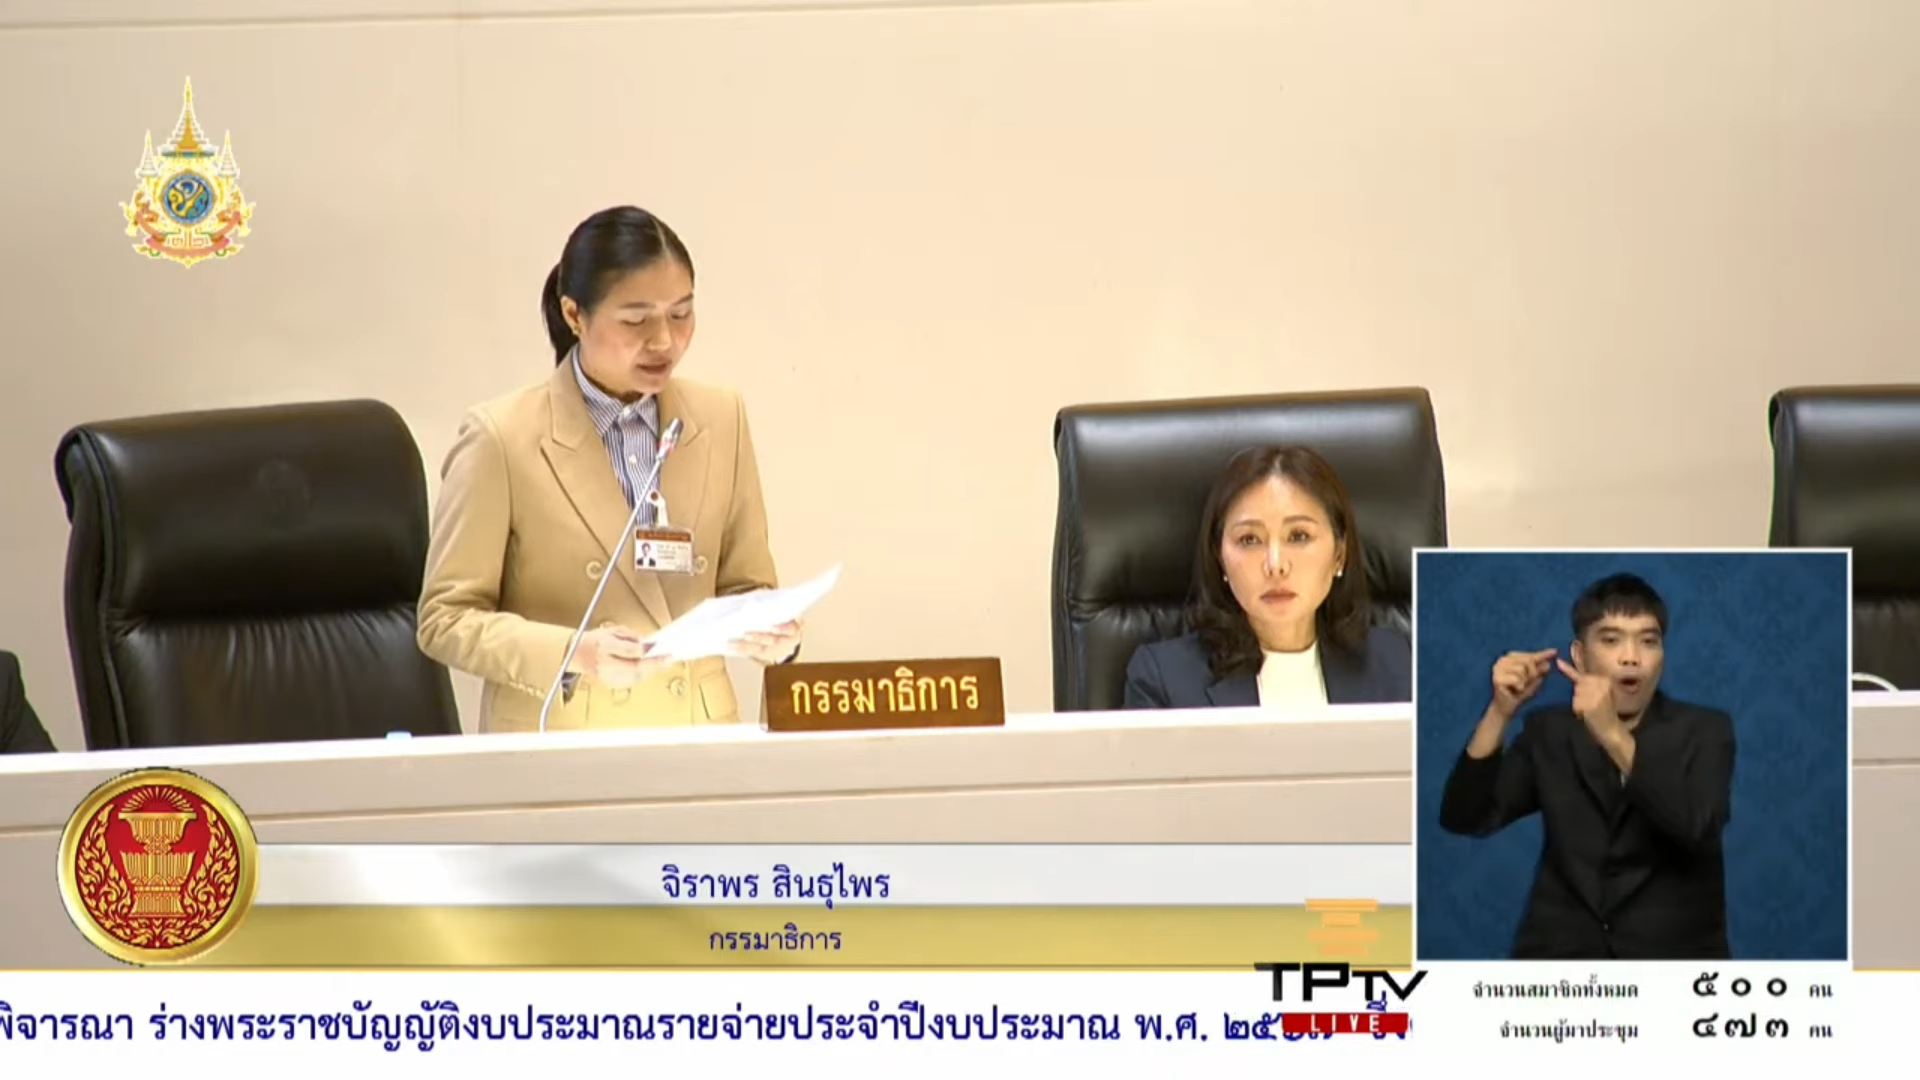 กรรมาธิการ
จิราพร สินธุไพร
กรรมาธิการ
TPTV
LIVE
พิจารณา ร่างพระราชบัญญัติงบประมาณรายจ่ายประจำปีงบประมาณ พ.ศ.
จำนวนสมาชิกทั้งหมด ๕๐๐ คน
จำนวนผู้มาประชุม ๔๗๓ คน